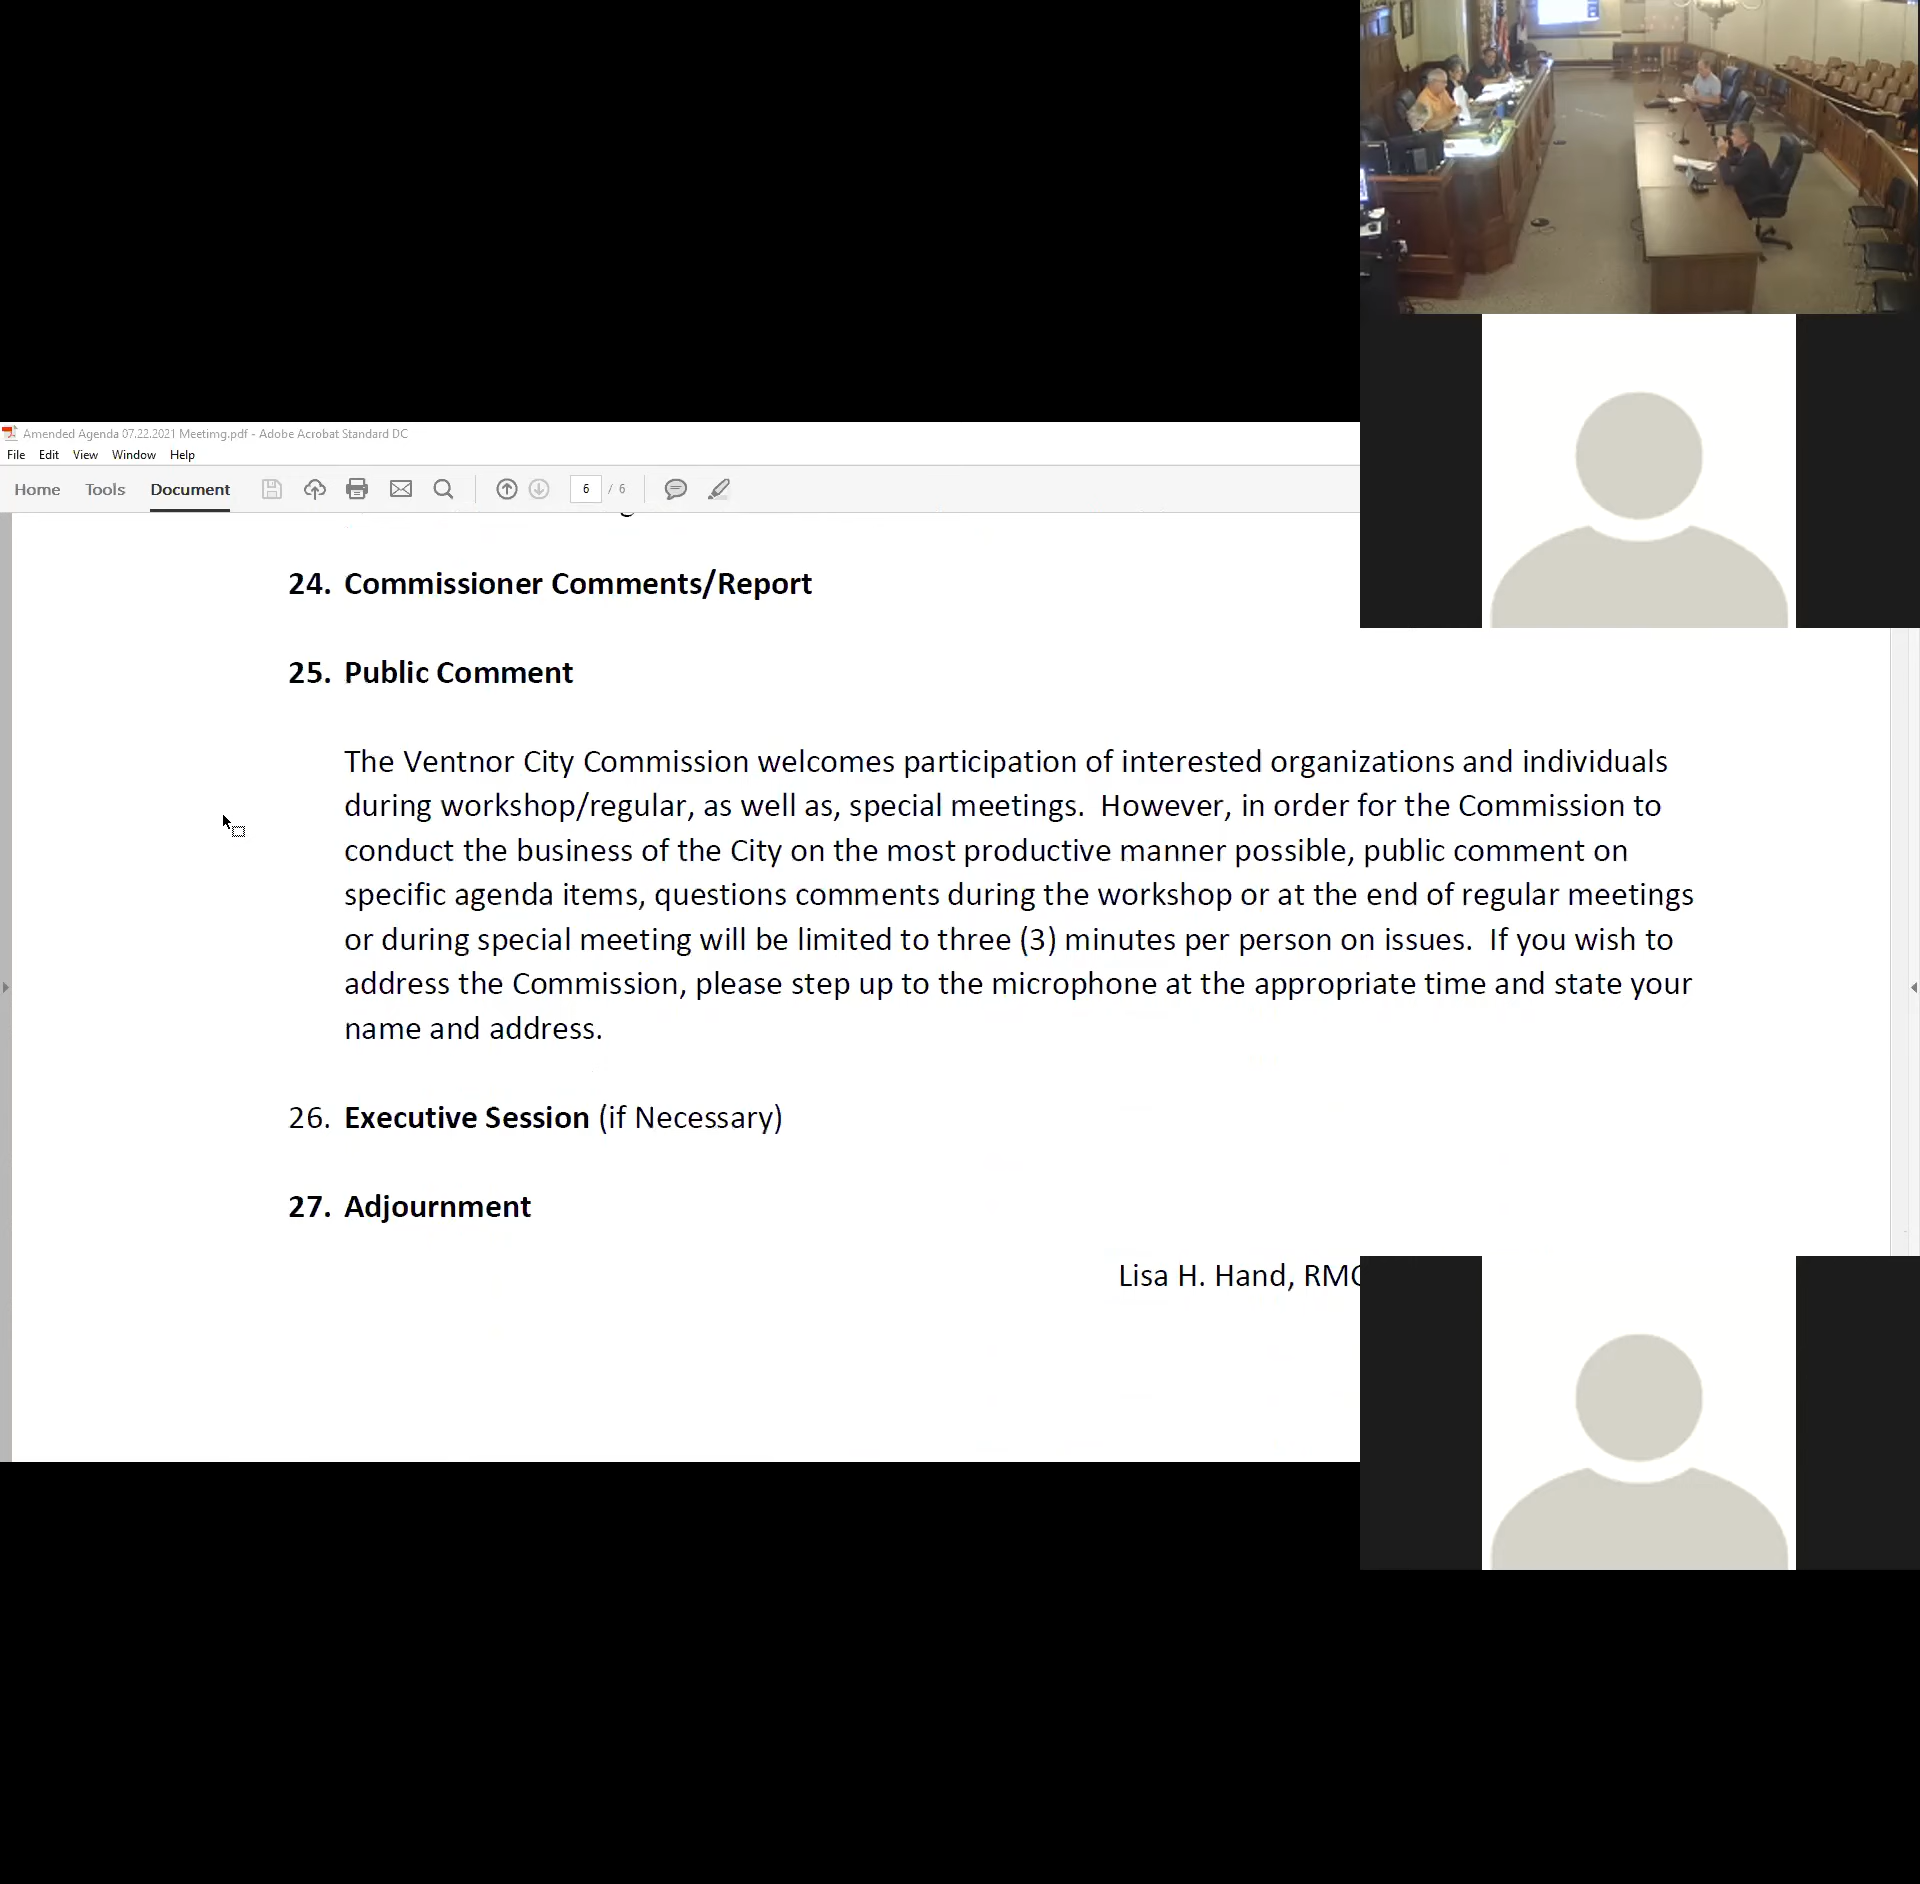 Amended Agenda 07.22.2021 Meetimg.pdf - Adobe Acrobat Standard DC
File Edit View Window Help
Home Tools Document 6 / 6
24. Commissioner Comments/Report
25. Public Comment
The Ventnor City Commission welcomes participation of interested organizations and individuals
during workshop/regular, as well as, special meetings. However, in order for the Commission to
conduct the business of the City on the most productive manner possible, public comment on
specific agenda items, questions comments during the workshop or at the end of regular meetings
or during special meeting will be limited to three (3) minutes per person on issues. If you wish to
address the Commission, please step up to the microphone at the appropriate time and state your
name and address.
26. Executive Session (if Necessary)
27. Adjournment
Lisa H. Hand, RM